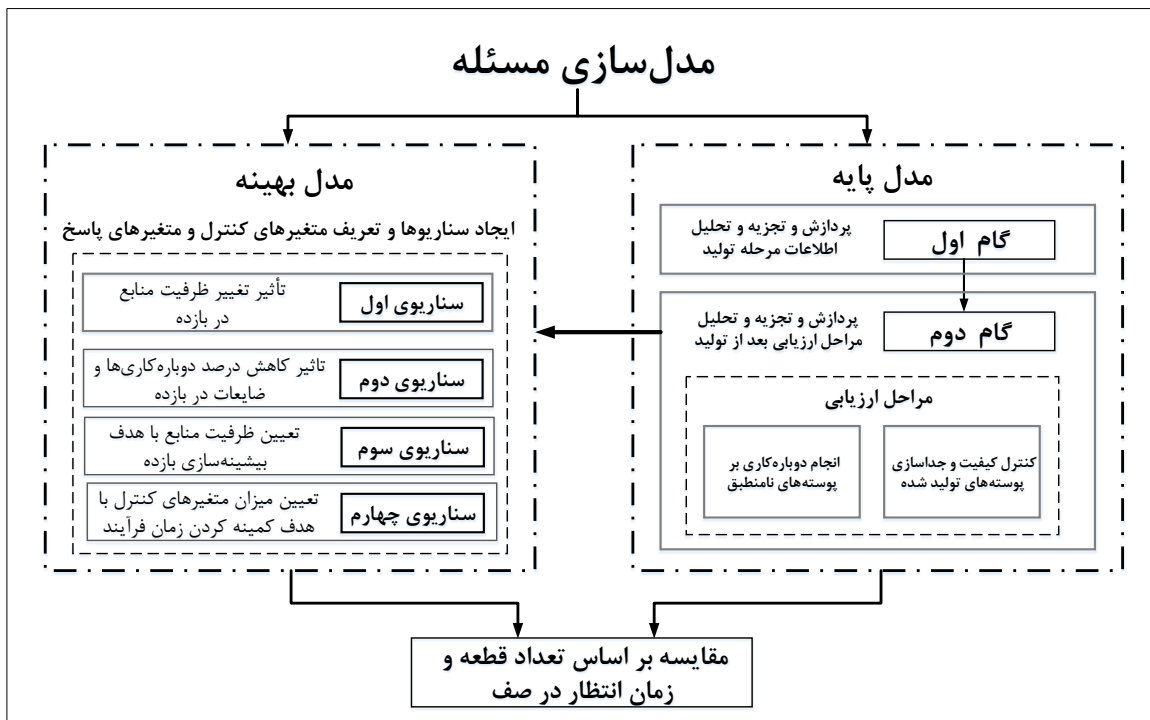 مدل‌سازی مسئله
مدل پایه
گام اول
پردازش و تجزیه و تحلیل
اطلاعات مرحله تولید
گام دوم
پردازش و تجزیه و تحلیل
مراحل ارزیابی بعد از تولید
مراحل ارزیابی
کنترل کیفیت و جداسازی
پوسته‌های تولید شده
انجام دوباره‌کاری بر
پوسته‌های نامنطبق
مدل بهینه
ایجاد سناریوها و تعریف متغیرهای کنترل و متغیرهای پاسخ
سناریوی اول
تأثیر تغییر ظرفیت منابع
در بازده
سناریوی دوم
تاثیر کاهش درصد دوباره‌کاری‌ها و
ضایعات در بازده
سناریوی سوم
تعیین ظرفیت منابع با هدف
بیشینه‌سازی بازده
سناریوی چهارم
تعیین میزان متغیرهای کنترل با
هدف کمینه کردن زمان فرآیند
مقایسه بر اساس تعداد قطعه و
زمان انتظار در صف